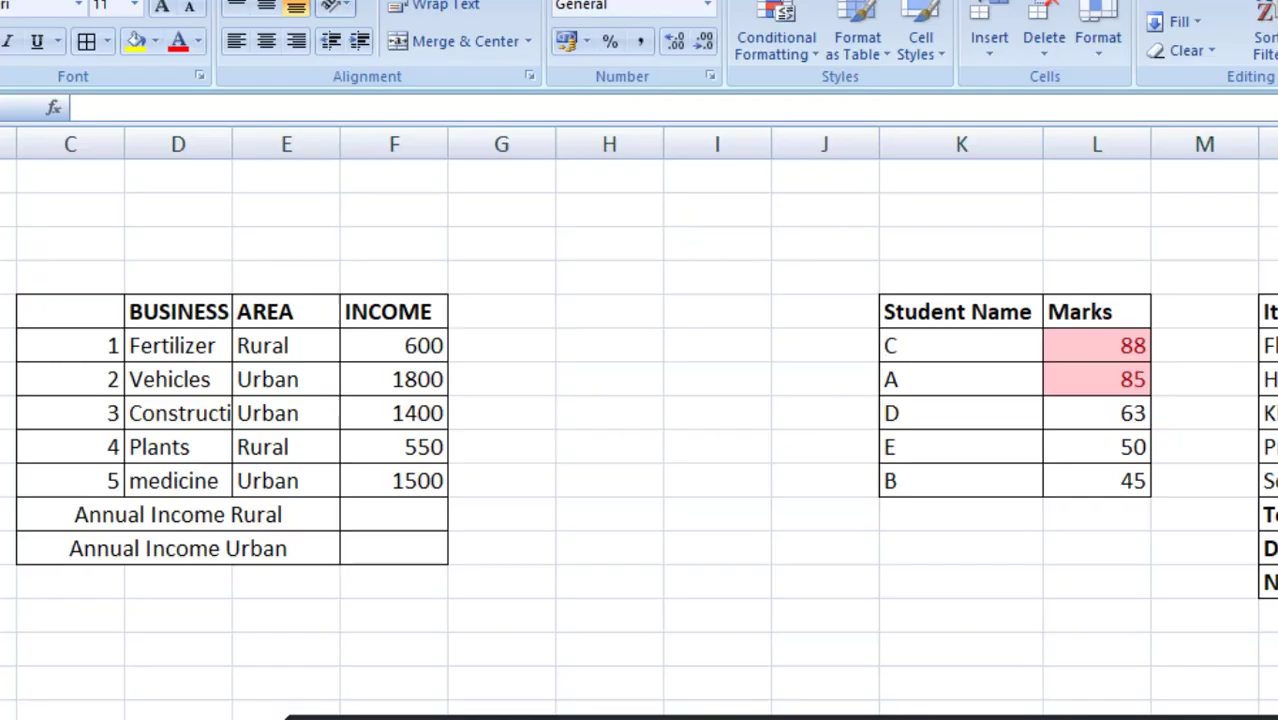 11 A A Wrap Text General Fill
U A Merge & Center % , Conditional Formatting Format as Table Cell Styles Insert Delete Format Clear
Font Alignment Number Styles Cells Editing
fx
C D E F G H I J K L M
BUSINESS AREA INCOME Student Name Marks
1 Fertilizer Rural 600 C 88
2 Vehicles Urban 1800 A 85
3 Constructi Urban 1400 D 63
4 Plants Rural 550 E 50
5 medicine Urban 1500 B 45
Annual Income Rural
Annual Income Urban